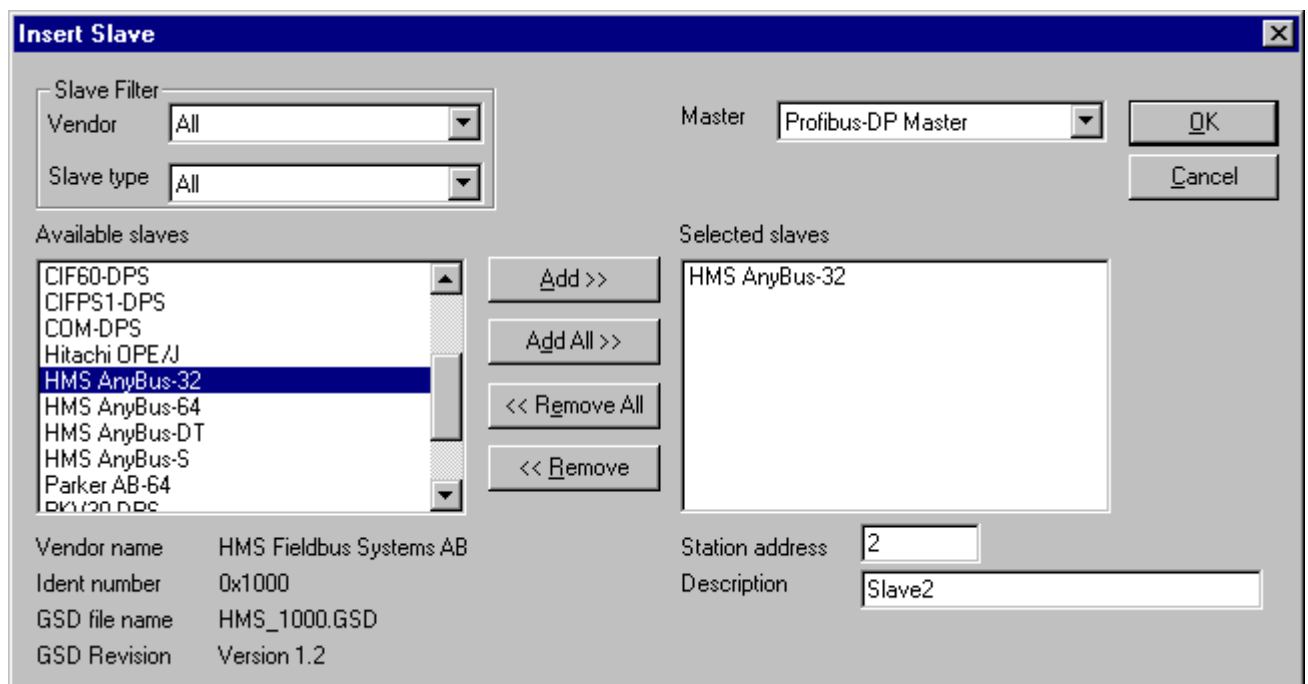 Insert Slave
Slave Filter
Vendor All
Slave type All
Master Profibus-DP Master
OK
Cancel
Available slaves
CIF60-DPS
CIFPS1-DPS
COM-DPS
Hitachi OPE/J
HMS AnyBus-32
HMS AnyBus-64
HMS AnyBus-DT
HMS AnyBus-S
Parker AB-64
PKV30-DPS
Add >>
Add All >>
<< Remove All
<< Remove
Selected slaves
HMS AnyBus-32
Vendor name HMS Fieldbus Systems AB
Ident number 0x1000
GSD file name HMS_1000.GSD
GSD Revision Version 1.2
Station address 2
Description Slave2